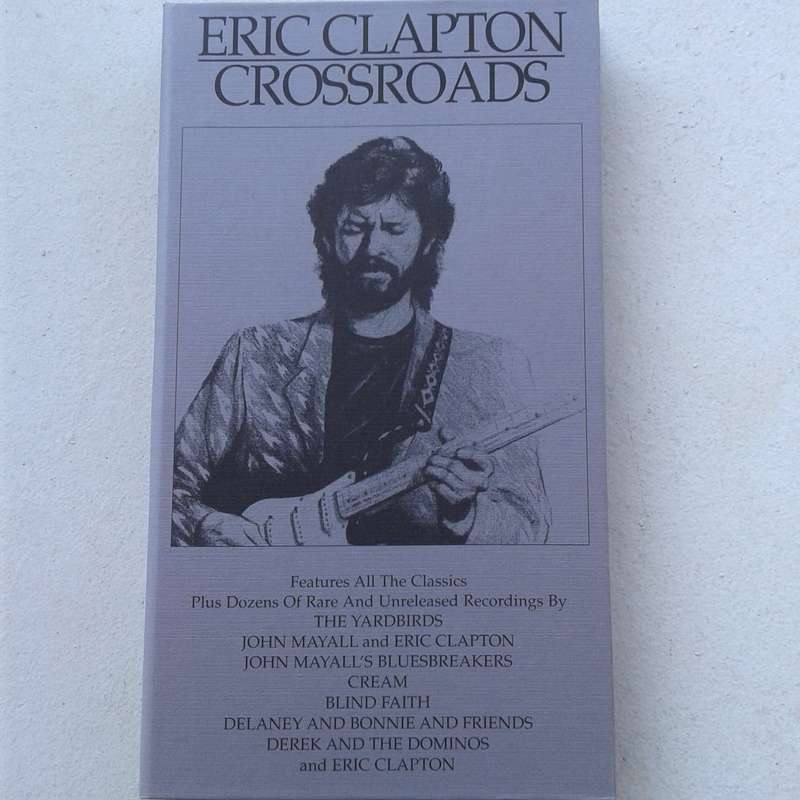 ERIC CLAPTON
CROSSROADS
Features All The Classics
Plus Dozens Of Rare And Unreleased Recordings By
THE YARDBIRDS
JOHN MAYALL and ERIC CLAPTON
JOHN MAYALL'S BLUESBREAKERS
CREAM
BLIND FAITH
DELANEY AND BONNIE AND FRIENDS
DEREK AND THE DOMINOS
and ERIC CLAPTON